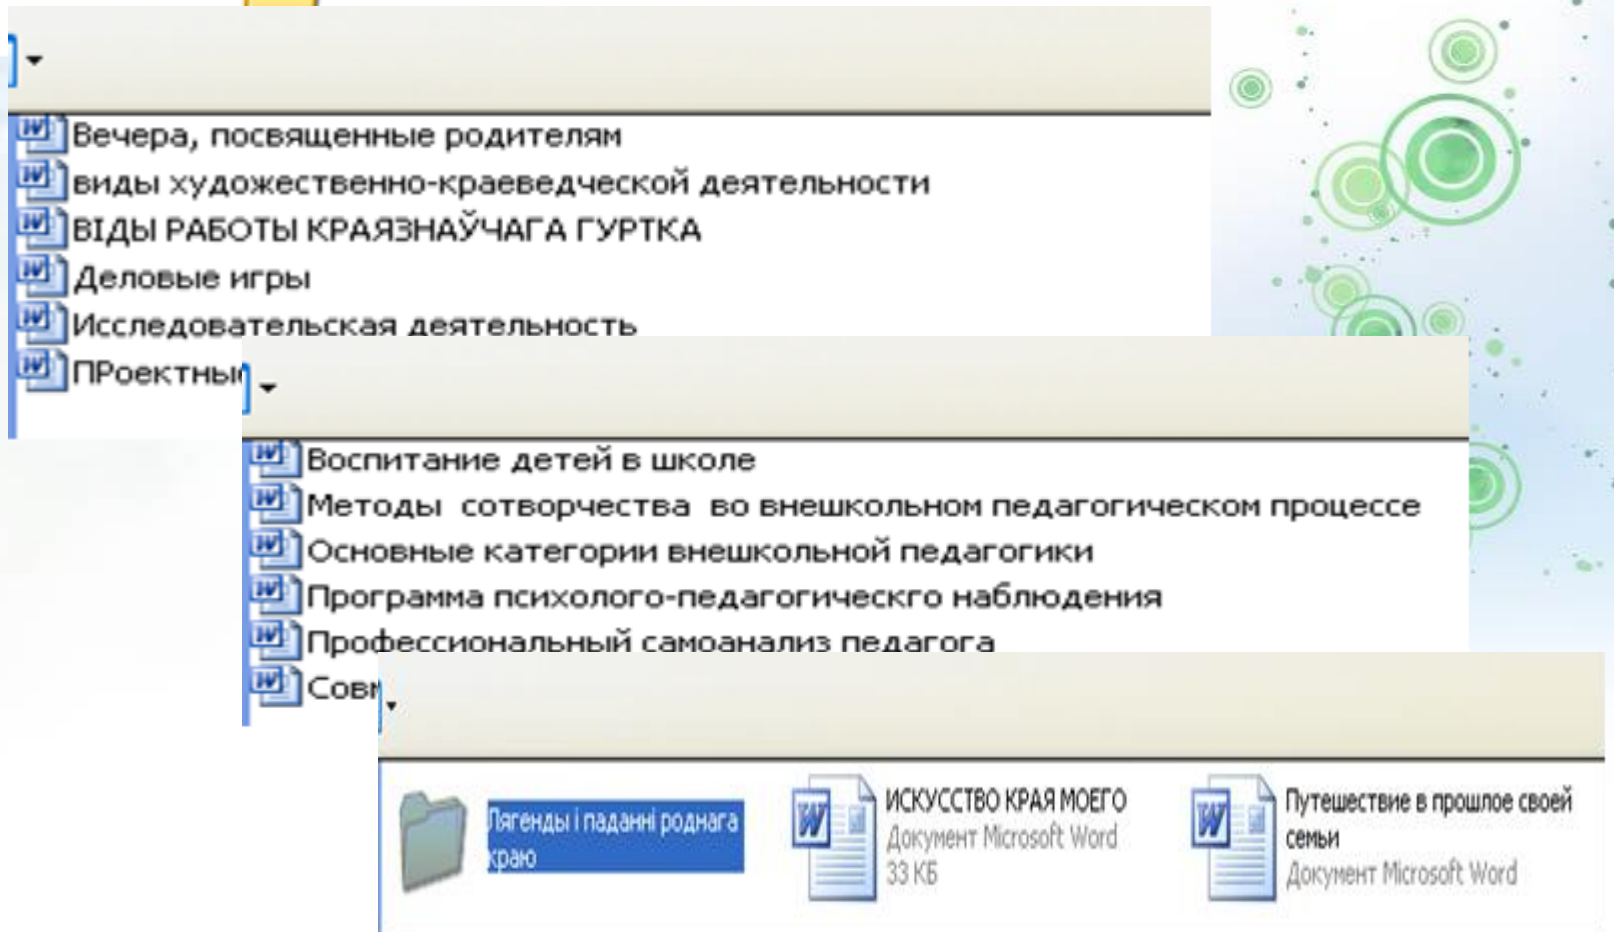 Вечера, посвященные родителям
виды художественно-краеведческой деятельности
ВІДЫ РАБОТЫ КРАЯЗНАЎЧАГА ГУРТКА
Деловые игры
Исследовательская деятельность
Воспитание детей в школе
Методы сотворчества во внешкольном педагогическом процессе
Основные категории внешкольной педагогики
Программа психолого-педагогическго наблюдения
Профессиональный самоанализ педагога
Лягенды і паданні роднага
краю
ИСКУССТВО КРАЯ МОЕГО
Документ Microsoft Word
33 КБ
Путешествие в прошлое своей
семьи
Документ Microsoft Word